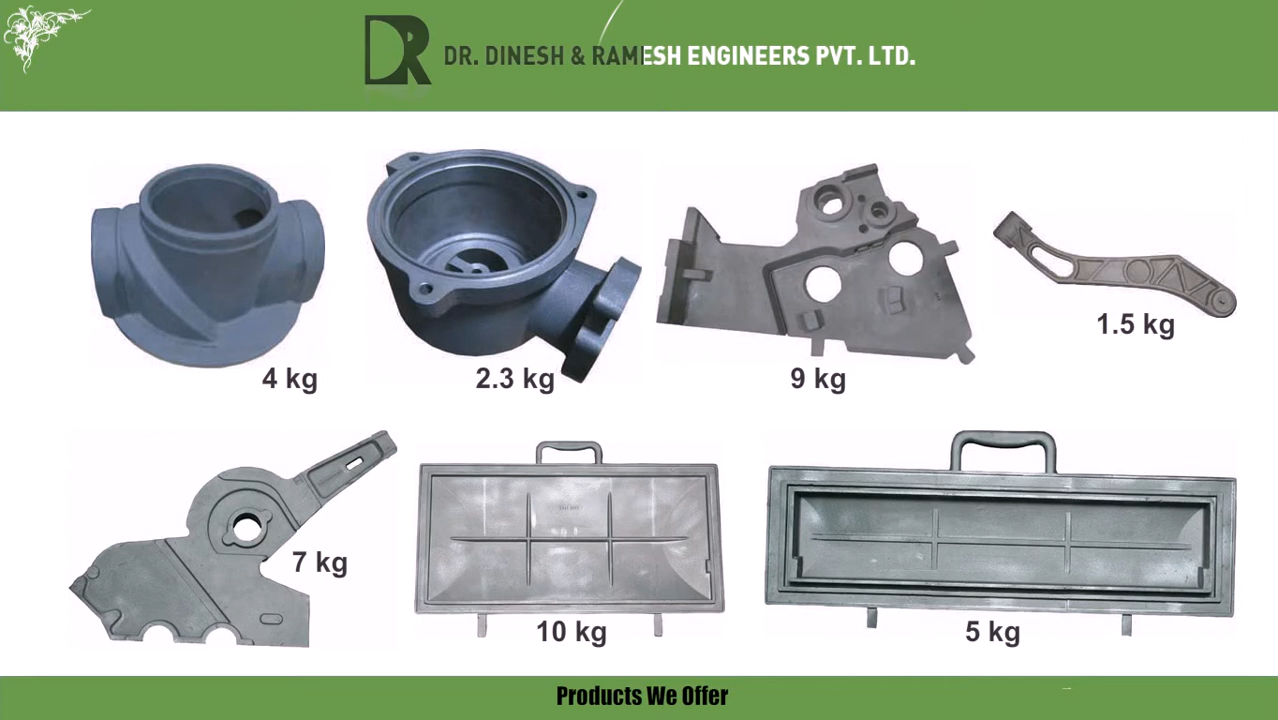 DR
DR. DINESH & RAMESH ENGINEERS PVT. LTD.
4 kg
2.3 kg
9 kg
1.5 kg
7 kg
10 kg
5 kg
Products We Offer